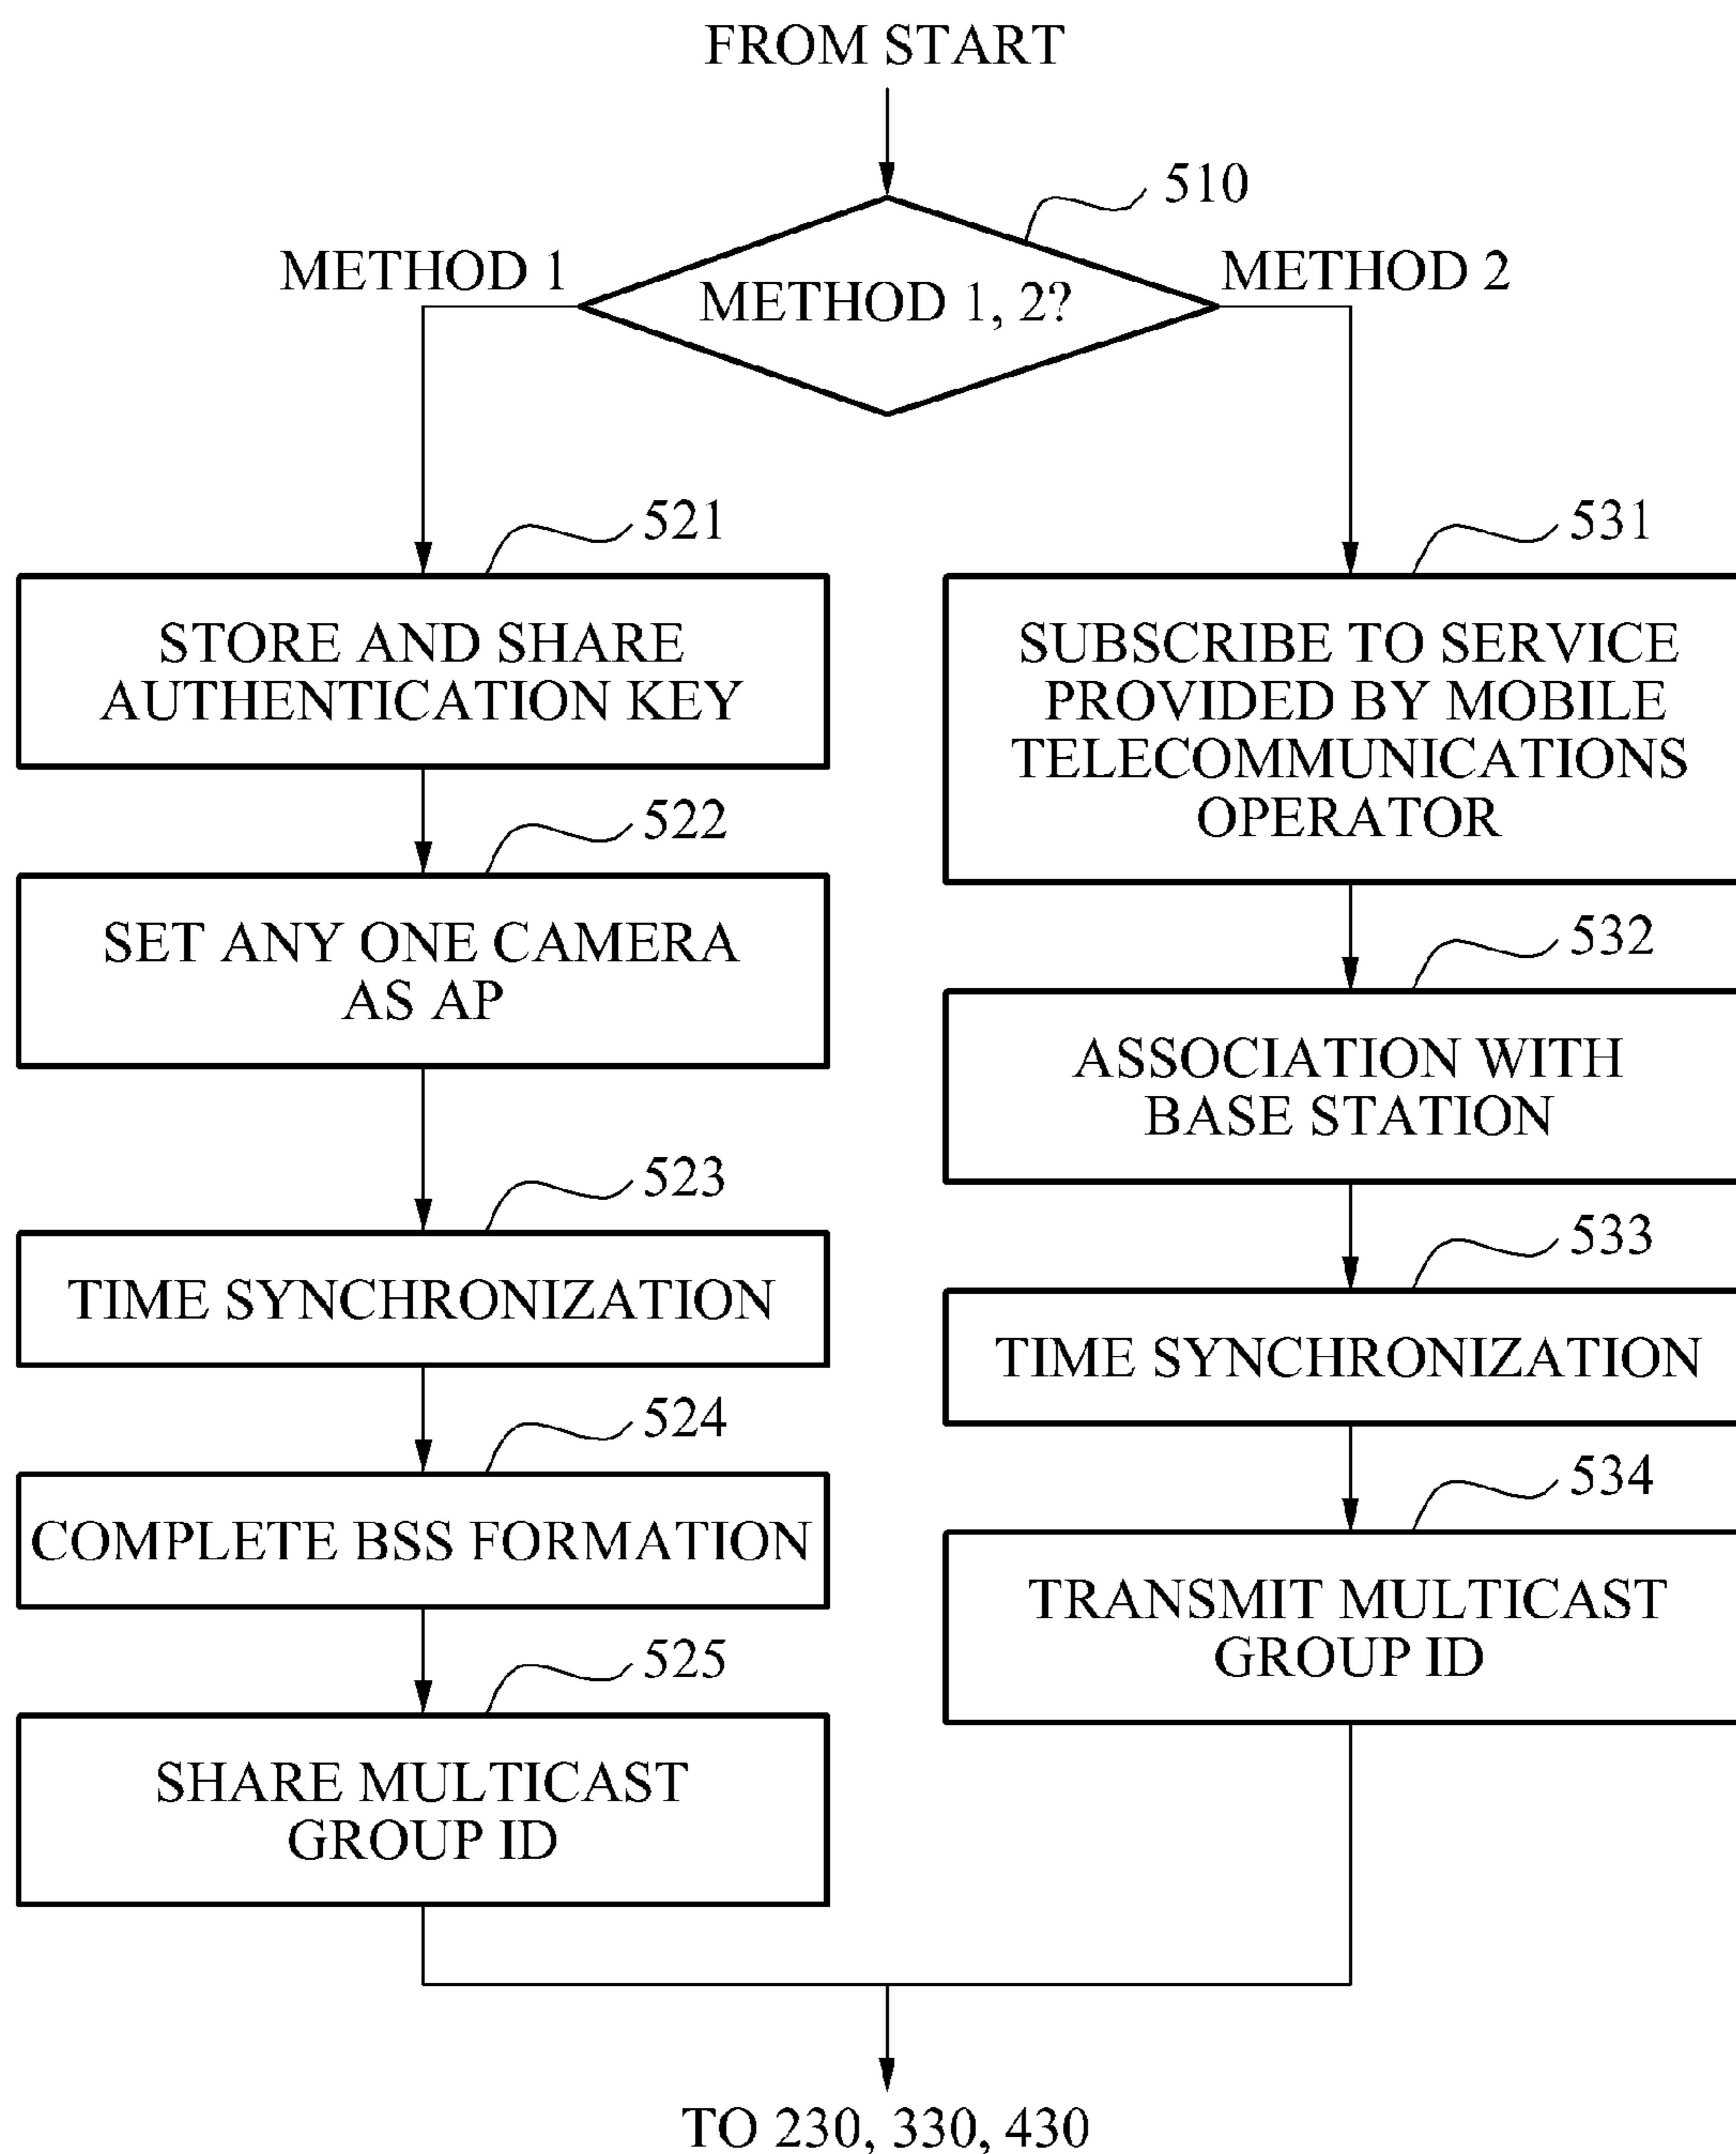 FROM START
510
METHOD 1
METHOD 1, 2?
METHOD 2
521
STORE AND SHARE
AUTHENTICATION KEY
522
SET ANY ONE CAMERA
AS AP
523
TIME SYNCHRONIZATION
524
COMPLETE BSS FORMATION
525
SHARE MULTICAST
GROUP ID
531
SUBSCRIBE TO SERVICE
PROVIDED BY MOBILE
TELECOMMUNICATIONS
OPERATOR
532
ASSOCIATION WITH
BASE STATION
533
TIME SYNCHRONIZATION
534
TRANSMIT MULTICAST
GROUP ID
TO 230, 330, 430